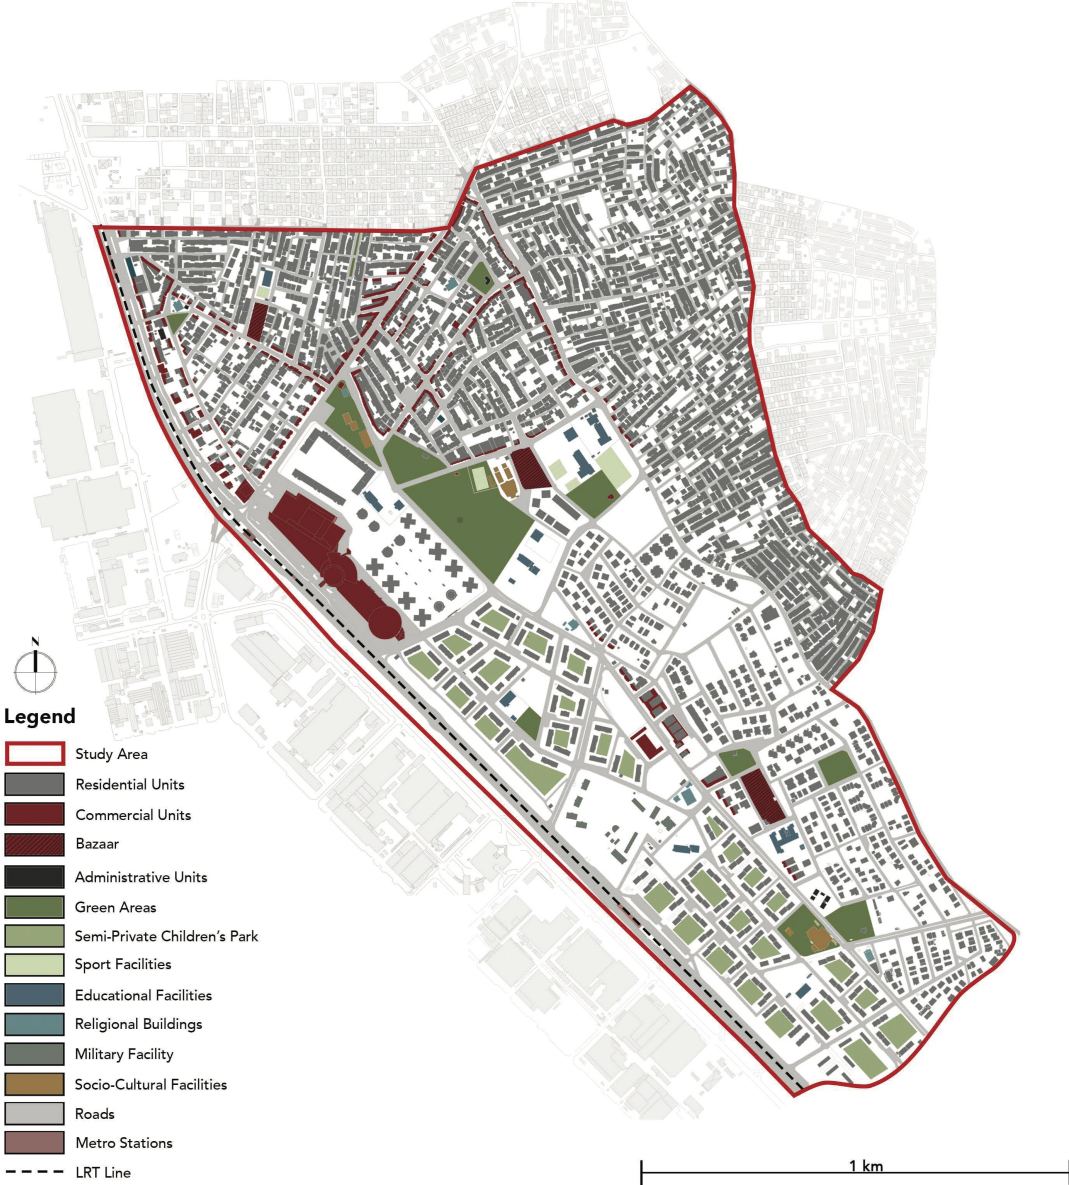 N
Legend
Study Area
Residential Units
Commercial Units
Bazaar
Administrative Units
Green Areas
Semi-Private Children's Park
Sport Facilities
Educational Facilities
Religional Buildings
Military Facility
Socio-Cultural Facilities
Roads
Metro Stations
LRT Line
1 km